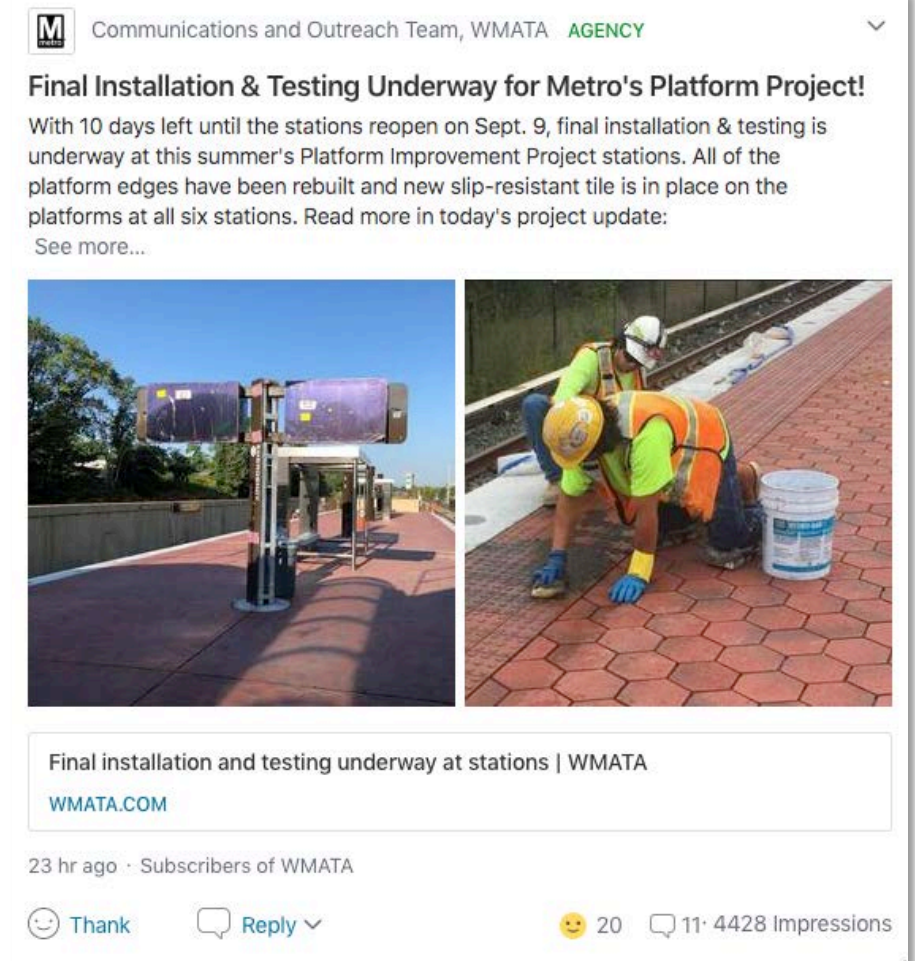 M
metro
Communications and Outreach Team, WMATA AGENCY
Final Installation & Testing Underway for Metro's Platform Project!
With 10 days left until the stations reopen on Sept. 9, final installation & testing is
underway at this summer's Platform Improvement Project stations. All of the
platform edges have been rebuilt and new slip-resistant tile is in place on the
platforms at all six stations. Read more in today's project update:
See more...
Final installation and testing underway at stations | WMATA
WMATA.COM
23 hr ago · Subscribers of WMATA
Thank
Reply
20
11· 4428 Impressions